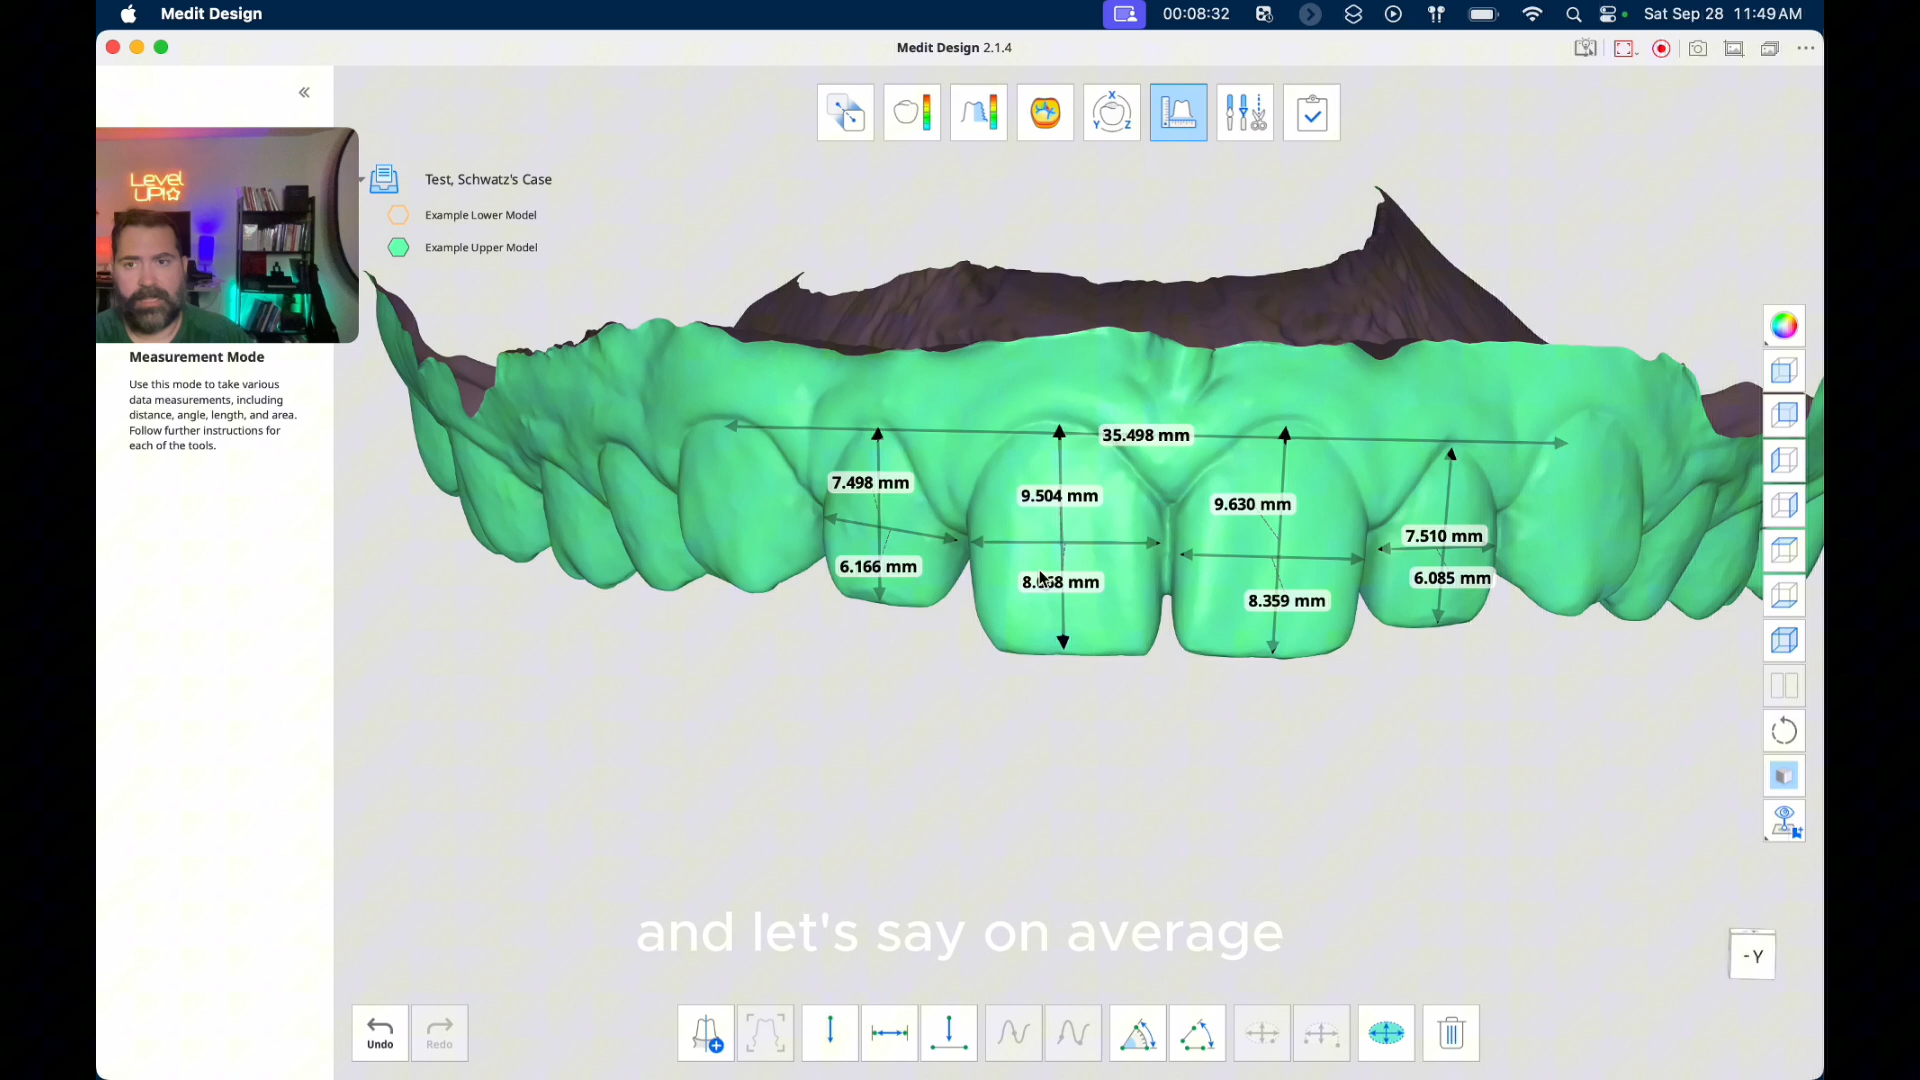 Medit Design
00:08:32
Sat Sep 28 11:49 AM
Medit Design 2.1.4
Level
UP!
X
Y
Z
Test, Schwatz's Case
Example Lower Model
Example Upper Model
Measurement Mode
Use this mode to take various
data measurements, including
distance, angle, length, and area.
Follow further instructions for
each of the tools.
35.498 mm
7.498 mm
9.504 mm
9.630 mm
7.510 mm
6.166 mm
mm
8.359 mm
6.085 mm
and let's say on average
-Y
Undo
Redo